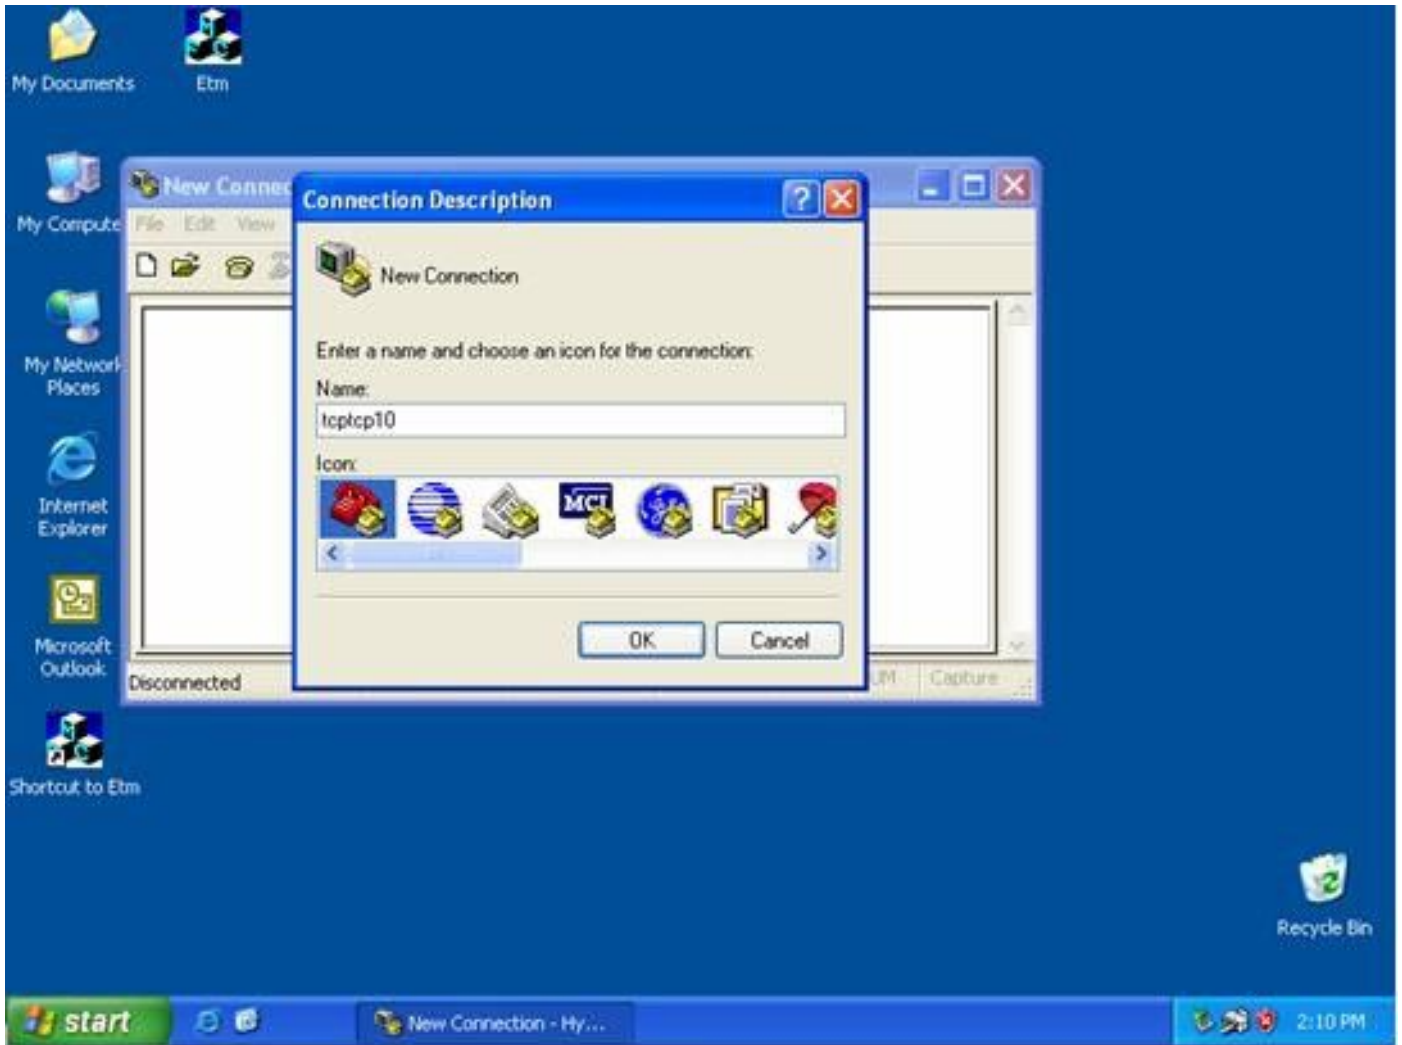 My Documents
Etm
My Compute
My Network
Places
Internet
Explorer
Microsoft
Outlook
Shortcut to Etm
New Connec
File Edit View
Disconnected
Capture
Connection Description
New Connection
Enter a name and choose an icon for the connection:
Name:
tcptcp10
Icon:
MCI
OK Cancel
Recycle Bin
start
New Connection - Hy...
2:10 PM